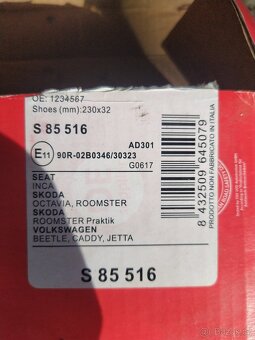 OE: 1234567
Shoes (mm):230x32
S 85 516
AD301
E11 90R-02B0346/30323
G0617
SEAT
INCA
SKODA
OCTAVIA, ROOMSTER
SKODA
ROOMSTER Praktik
VOLKSWAGEN
BEETLE, CADDY, JETTA
S 85 516
8 432509 645079
PRODOTTO NON FABBRICATO IN ITALIA